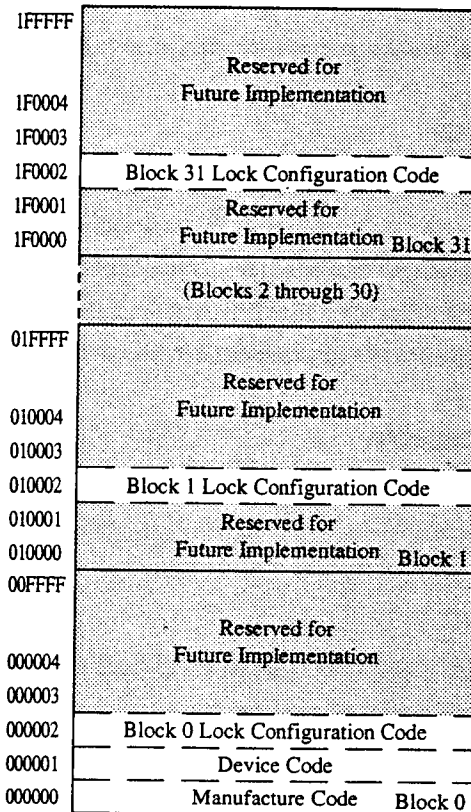 1FFFFF
Reserved for
Future Implementation
1F0004
1F0003
1F0002 Block 31 Lock Configuration Code
1F0001 Reserved for
1F0000 Future Implementation Block 31
(Blocks 2 through 30)
01FFFF
Reserved for
Future Implementation
010004
010003
010002 Block 1 Lock Configuration Code
010001 Reserved for
010000 Future Implementation Block 1
00FFFF
Reserved for
Future Implementation
000004
000003
000002 Block 0 Lock Configuration Code
000001 Device Code
000000 Manufacture Code Block 0